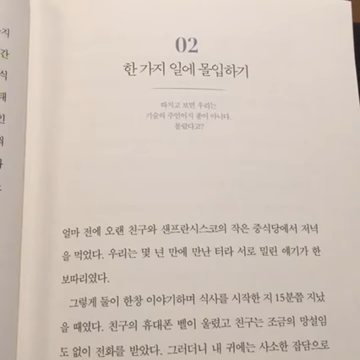 02
한 가지 일에 몰입하기
따지고 보면 우리는
기술의 주인이지 종이 아니다.
몰랐다고?
얼마 전에 오랜 친구와 샌프란시스코의 작은 중식당에서 저녁
을 먹었다. 우리는 몇 년 만에 만난 터라 서로 밀린 얘기가 한
보따리였다.
그렇게 둘이 한창 이야기하며 식사를 시작한 지 15분쯤 지났
을 때였다. 친구의 휴대폰 벨이 울렸고 친구는 조금의 망설임
도 없이 전화를 받았다. 그러더니 내 귀에는 사소한 잡담으로